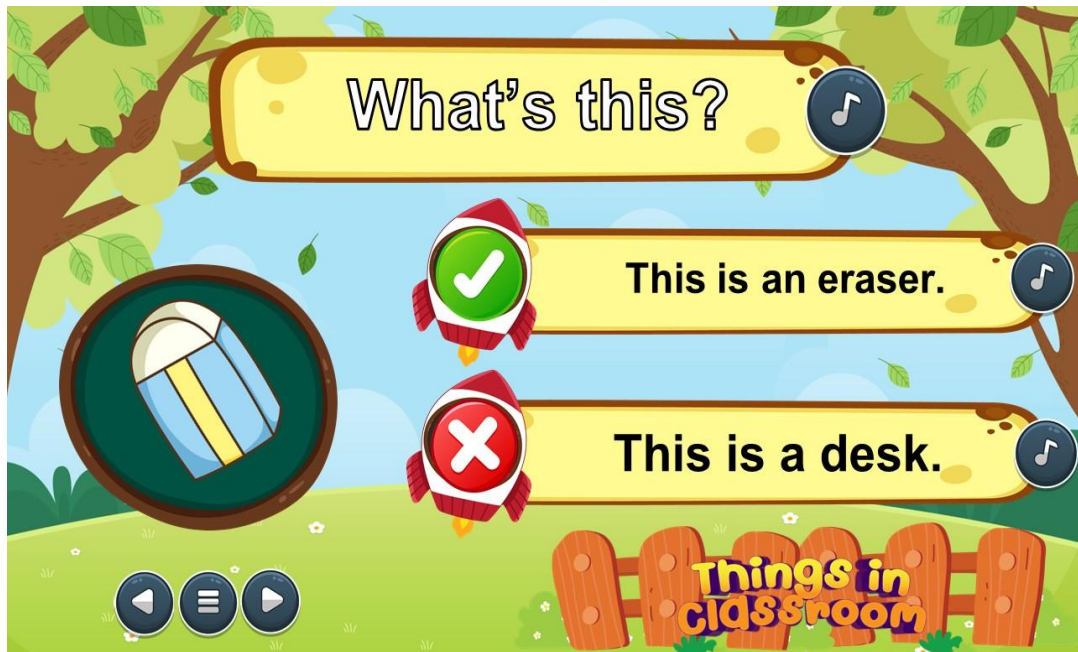 What's this?
This is an eraser.
This is a desk.
Things in
classroom